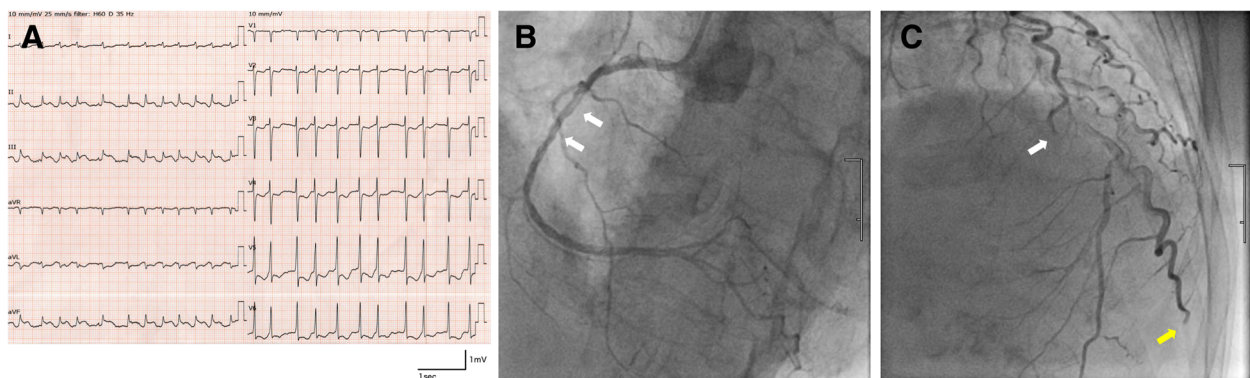 10 mm/mV 25 mm/s filter: H60 D 35 Hz
10 mm/mV
A
B
C
I
II
III
aVR
aVL
aVF
V1
V2
V3
V4
V5
V6
1mV
1sec